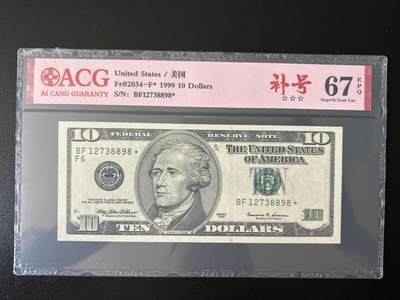 ACG
AI CANG GUARANTY
United States / 美国
Fr#2034-F* 1999 10 Dollars
S/N: BF12738898*
补号
☆☆☆
67 EPQ
Superb Gem Unc
10
FEDERAL RESERVE NOTE
THE UNITED STATES
OF AMERICA
BF 12738898 *
F6
BF 12738898 *
10
TEN
DOLLARS
10